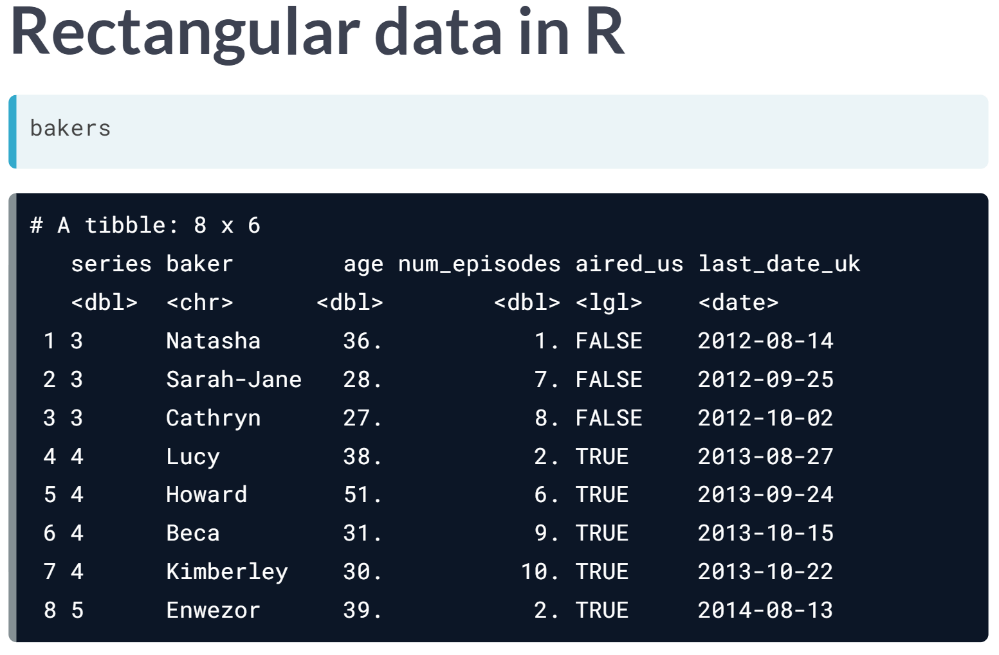 Rectangular data in R
bakers
# A tibble: 8 x 6
   series baker        age num_episodes aired_us last_date_uk
   <dbl>  <chr>      <dbl>        <dbl> <lgl>    <date>
 1 3      Natasha      36.           1. FALSE    2012-08-14
 2 3      Sarah-Jane   28.           7. FALSE    2012-09-25
 3 3      Cathryn      27.           8. FALSE    2012-10-02
 4 4      Lucy         38.           2. TRUE     2013-08-27
 5 4      Howard       51.           6. TRUE     2013-09-24
 6 4      Beca         31.           9. TRUE     2013-10-15
 7 4      Kimberley    30.          10. TRUE     2013-10-22
 8 5      Enwezor      39.           2. TRUE     2014-08-13